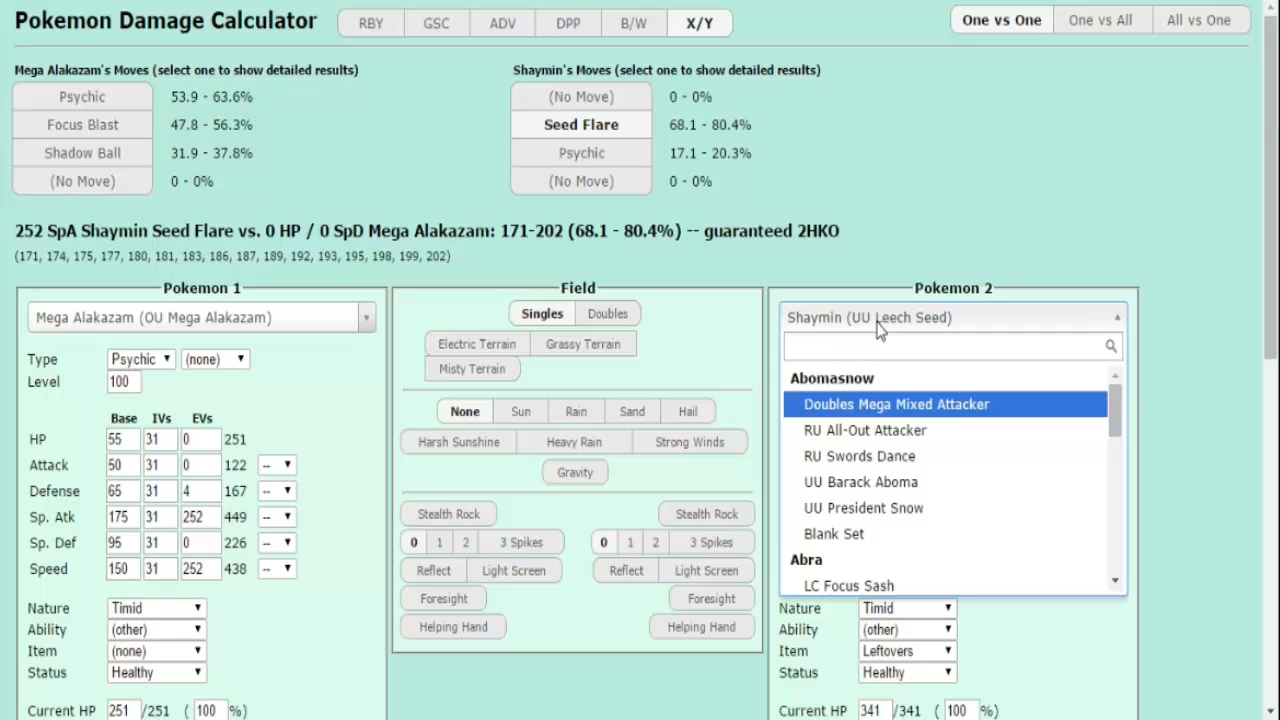 Pokemon Damage Calculator RBY GSC ADV DPP B/W X/Y One vs One One vs All All vs One
Mega Alakazam's Moves (select one to show detailed results) Shaymin's Moves (select one to show detailed results)
Psychic 53.9 - 63.6% (No Move) 0 - 0%
Focus Blast 47.8 - 56.3% Seed Flare 68.1 - 80.4%
Shadow Ball 31.9 - 37.8% Psychic 17.1 - 20.3%
(No Move) 0 - 0% (No Move) 0 - 0%
252 SpA Shaymin Seed Flare vs. 0 HP / 0 SpD Mega Alakazam: 171-202 (68.1 - 80.4%) -- guaranteed 2HKO
(171, 174, 175, 177, 180, 181, 183, 186, 187, 189, 192, 193, 195, 198, 199, 202)
Pokemon 1
Mega Alakazam (OU Mega Alakazam)
Type Psychic (none)
Level 100
Base IVs EVs
HP 55 31 0 251
Attack 50 31 0 122 --
Defense 65 31 4 167 --
Sp. Atk 175 31 252 449 --
Sp. Def 95 31 0 226 --
Speed 150 31 252 438 --
Nature Timid
Ability (other)
Item (none)
Status Healthy
Current HP 251 /251 ( 100 %)
Field
Singles Doubles
Electric Terrain Grassy Terrain
Misty Terrain
None Sun Rain Sand Hail
Harsh Sunshine Heavy Rain Strong Winds
Gravity
Stealth Rock Stealth Rock
0 1 2 3 Spikes 0 1 2 3 Spikes
Reflect Light Screen Reflect Light Screen
Foresight Foresight
Helping Hand Helping Hand
Pokemon 2
Shaymin (UU Leech Seed)
Abomasnow
Doubles Mega Mixed Attacker
RU All-Out Attacker
RU Swords Dance
UU Barack Aboma
UU President Snow
Blank Set
Abra
LC Focus Sash
Nature Timid
Ability (other)
Item Leftovers
Status Healthy
Current HP 341 /341 ( 100 %)